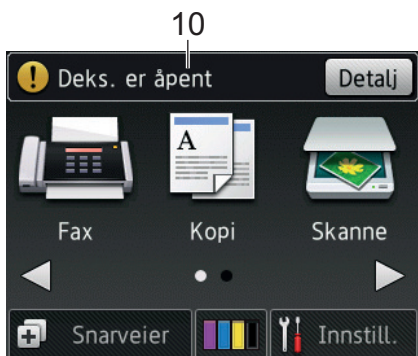 10
Deks. er åpent Detalj
A
Fax Kopi Skanne
Snarveier Innstill.